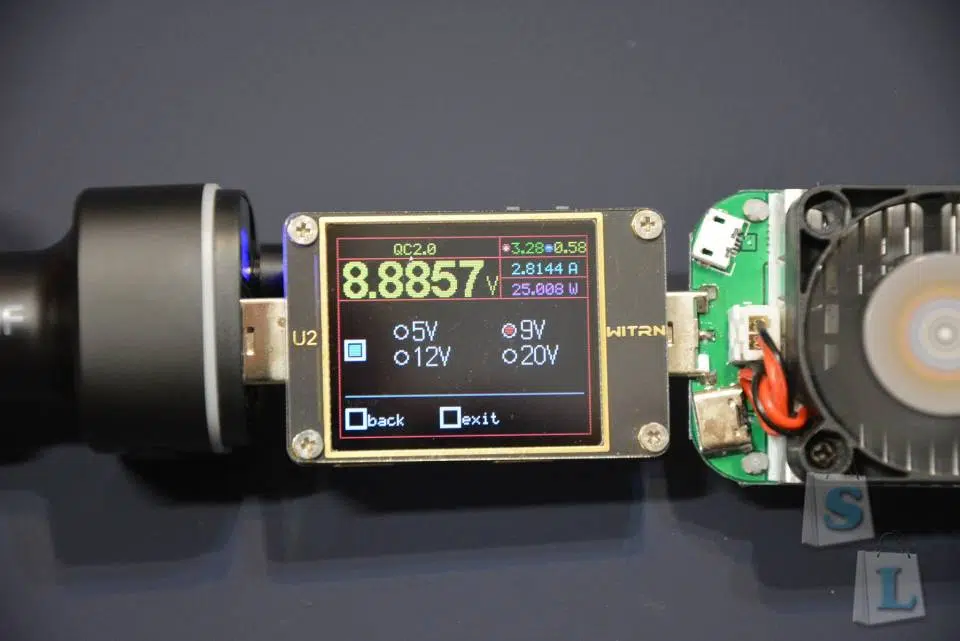 F
U2
QC2.0
+3.28 -0.58
8.8857V
2.8144 A
25.008 W
5V
9V
12V
20V
back
exit
WITRN
S
L